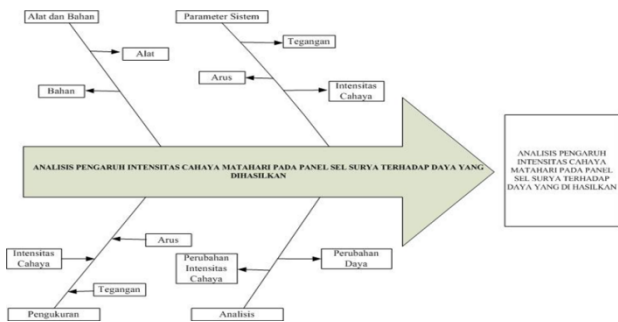 Alat dan Bahan
Parameter Sistem
Tegangan
Alat
Arus
Bahan
Intensitas
Cahaya
ANALISIS PENGARUH INTENSITAS CAHAYA MATAHARI PADA PANEL SEL SURYA TERHADAP DAYA YANG
DIHASILKAN
ANALISIS PENGARUH
INTENSITAS CAHAYA
MATAHARI PADA PANEL
SEL SURYA TERHADAP
DAYA YANG DI HASILKAN
Arus
Intensitas
Cahaya
Tegangan
Pengukuran
Perubahan
Intensitas
Cahaya
Perubahan
Daya
Analisis